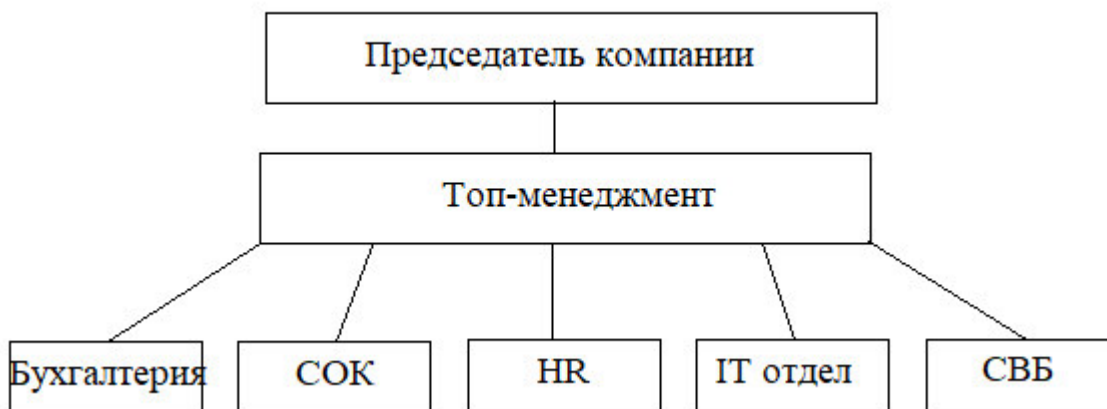 Председатель компании
Топ-менеджмент
Бухгалтерия
СОК
HR
IT отдел
СВБ